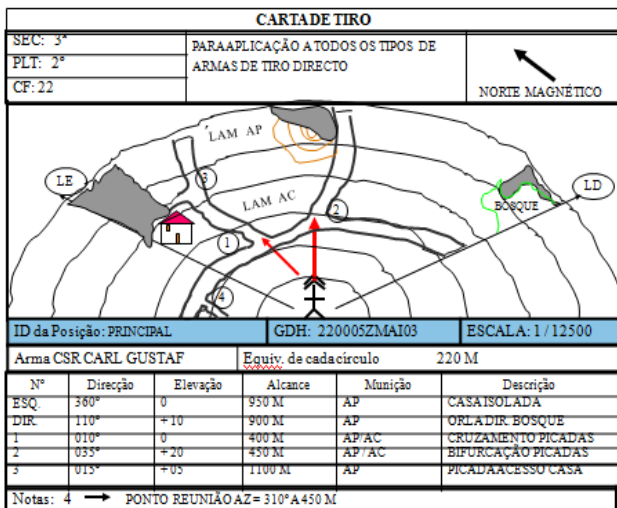 CARTA DE TIRO
SEC: 3ª
PLT: 2º
CF: 22
PARA APLICAÇÃO A TODOS OS TIPOS DE
ARMAS DE TIRO DIRECTO
NORTE MAGNÉTICO
LAM AP
3
LE
LD
LAM AC
2
BOSQUE
1
4
ID da Posição: PRINCIPAL GDH: 220005ZMAI03 ESCALA: 1 / 12500
Arma CSR CARL GUSTAF Equiv. de cada círculo 220 M
Nº Direcção Elevação Alcance Munição Descrição
ESQ. 360º 0 950 M AP CASA ISOLADA
DIR. 110º +10 900 M AP ORLA DIR. BOSQUE
1 010º 0 400 M AP/AC CRUZAMENTO PICADAS
2 035º +20 450 M AP/AC BIFURCAÇÃO PICADAS
3 015º +05 1100 M AP PICADA ACESSO CASA
Notas: 4 → PONTO REUNIÃO AZ = 310º A 450 M